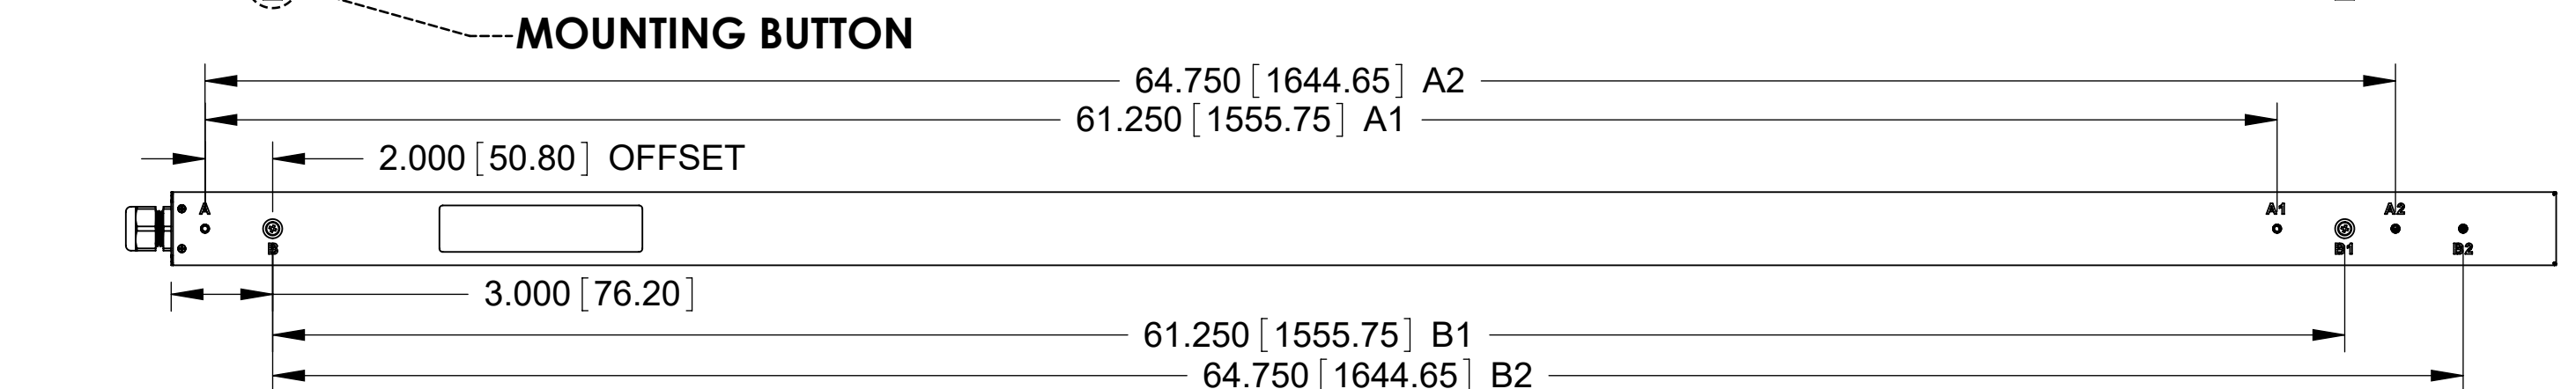 MOUNTING BUTTON
64.750 [1644.65] A2
61.250 [1555.75] A1
2.000 [50.80] OFFSET
A A1 A2
B B1 B2
3.000 [76.20]
61.250 [1555.75] B1
64.750 [1644.65] B2